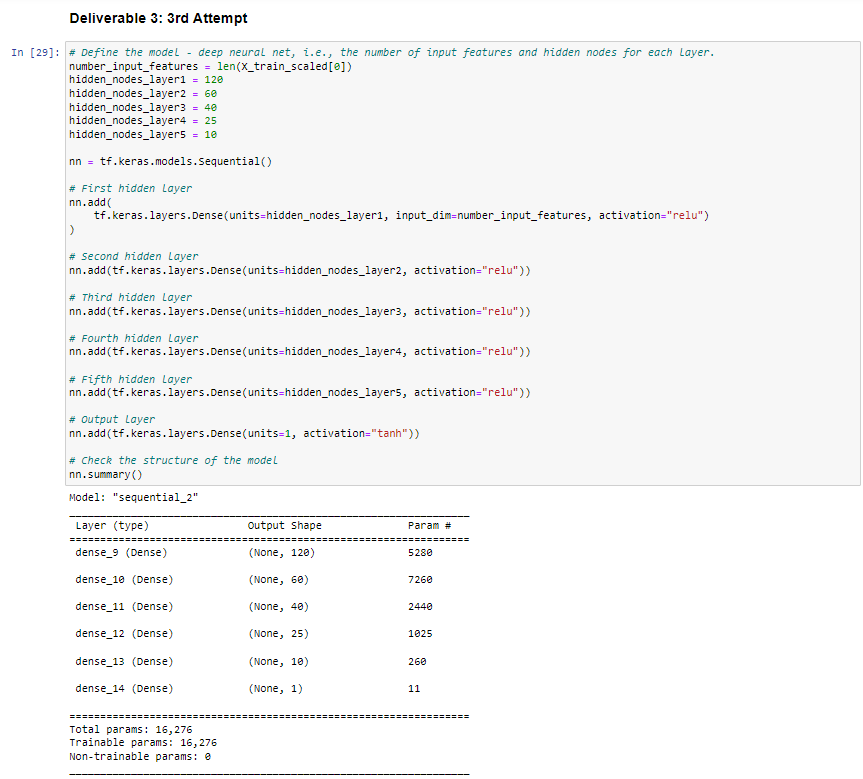 Deliverable 3: 3rd Attempt
In [29]: # Define the model - deep neural net, i.e., the number of input features and hidden nodes for each layer.
number_input_features = len(X_train_scaled[0])
hidden_nodes_layer1 = 120
hidden_nodes_layer2 = 60
hidden_nodes_layer3 = 40
hidden_nodes_layer4 = 25
hidden_nodes_layer5 = 10
nn = tf.keras.models.Sequential()
# First hidden layer
nn.add(
    tf.keras.layers.Dense(units=hidden_nodes_layer1, input_dim=number_input_features, activation="relu")
)
# Second hidden layer
nn.add(tf.keras.layers.Dense(units=hidden_nodes_layer2, activation="relu"))
# Third hidden layer
nn.add(tf.keras.layers.Dense(units=hidden_nodes_layer3, activation="relu"))
# Fourth hidden layer
nn.add(tf.keras.layers.Dense(units=hidden_nodes_layer4, activation="relu"))
# Fifth hidden layer
nn.add(tf.keras.layers.Dense(units=hidden_nodes_layer5, activation="relu"))
# Output layer
nn.add(tf.keras.layers.Dense(units=1, activation="tanh"))
# Check the structure of the model
nn.summary()
Model: "sequential_2"
_________________________________________________________________
Layer (type) Output Shape Param #
=================================================================
dense_9 (Dense) (None, 120) 5280
dense_10 (Dense) (None, 60) 7260
dense_11 (Dense) (None, 40) 2440
dense_12 (Dense) (None, 25) 1025
dense_13 (Dense) (None, 10) 260
dense_14 (Dense) (None, 1) 11
=================================================================
Total params: 16,276
Trainable params: 16,276
Non-trainable params: 0
_________________________________________________________________